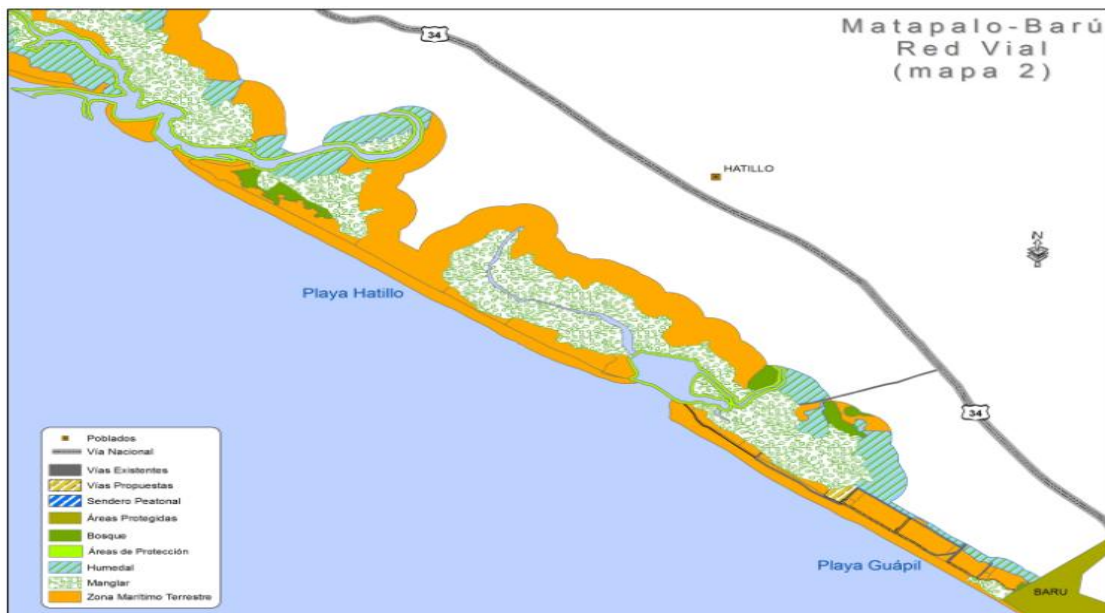 Matapalo-Barú
Red Vial
(mapa 2)
34
HATILLO
N
Playa Hatillo
34
Playa Guápil
BARU
Poblados
Vía Nacional
Vías Existentes
Vías Propuestas
Sendero Peatonal
Áreas Protegidas
Bosque
Áreas de Protección
Humedal
Manglar
Zona Marítimo Terrestre